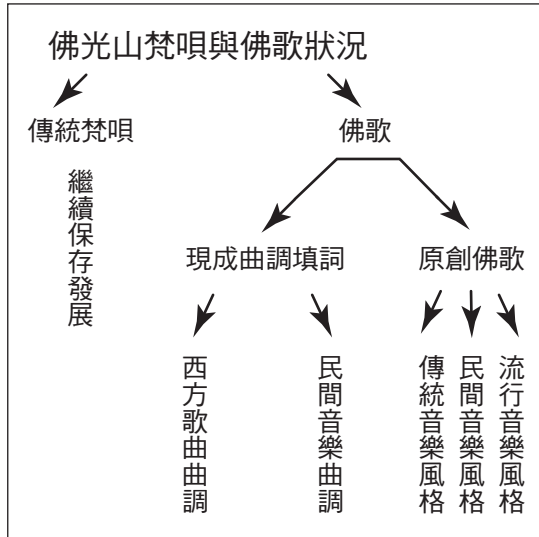 佛光山梵唄與佛歌狀況
傳統梵唄
佛歌
繼續保存發展
現成曲調填詞
原創佛歌
西方歌曲曲調
民間音樂曲調
傳統音樂風格
民間音樂風格
流行音樂風格